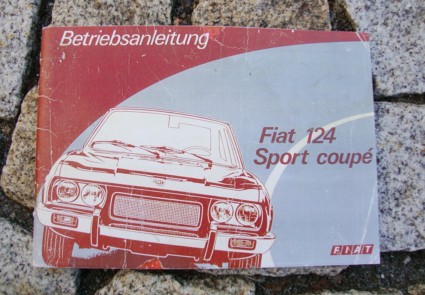 Betriebsanleitung
Fiat 124
Sport coupé
FIAT